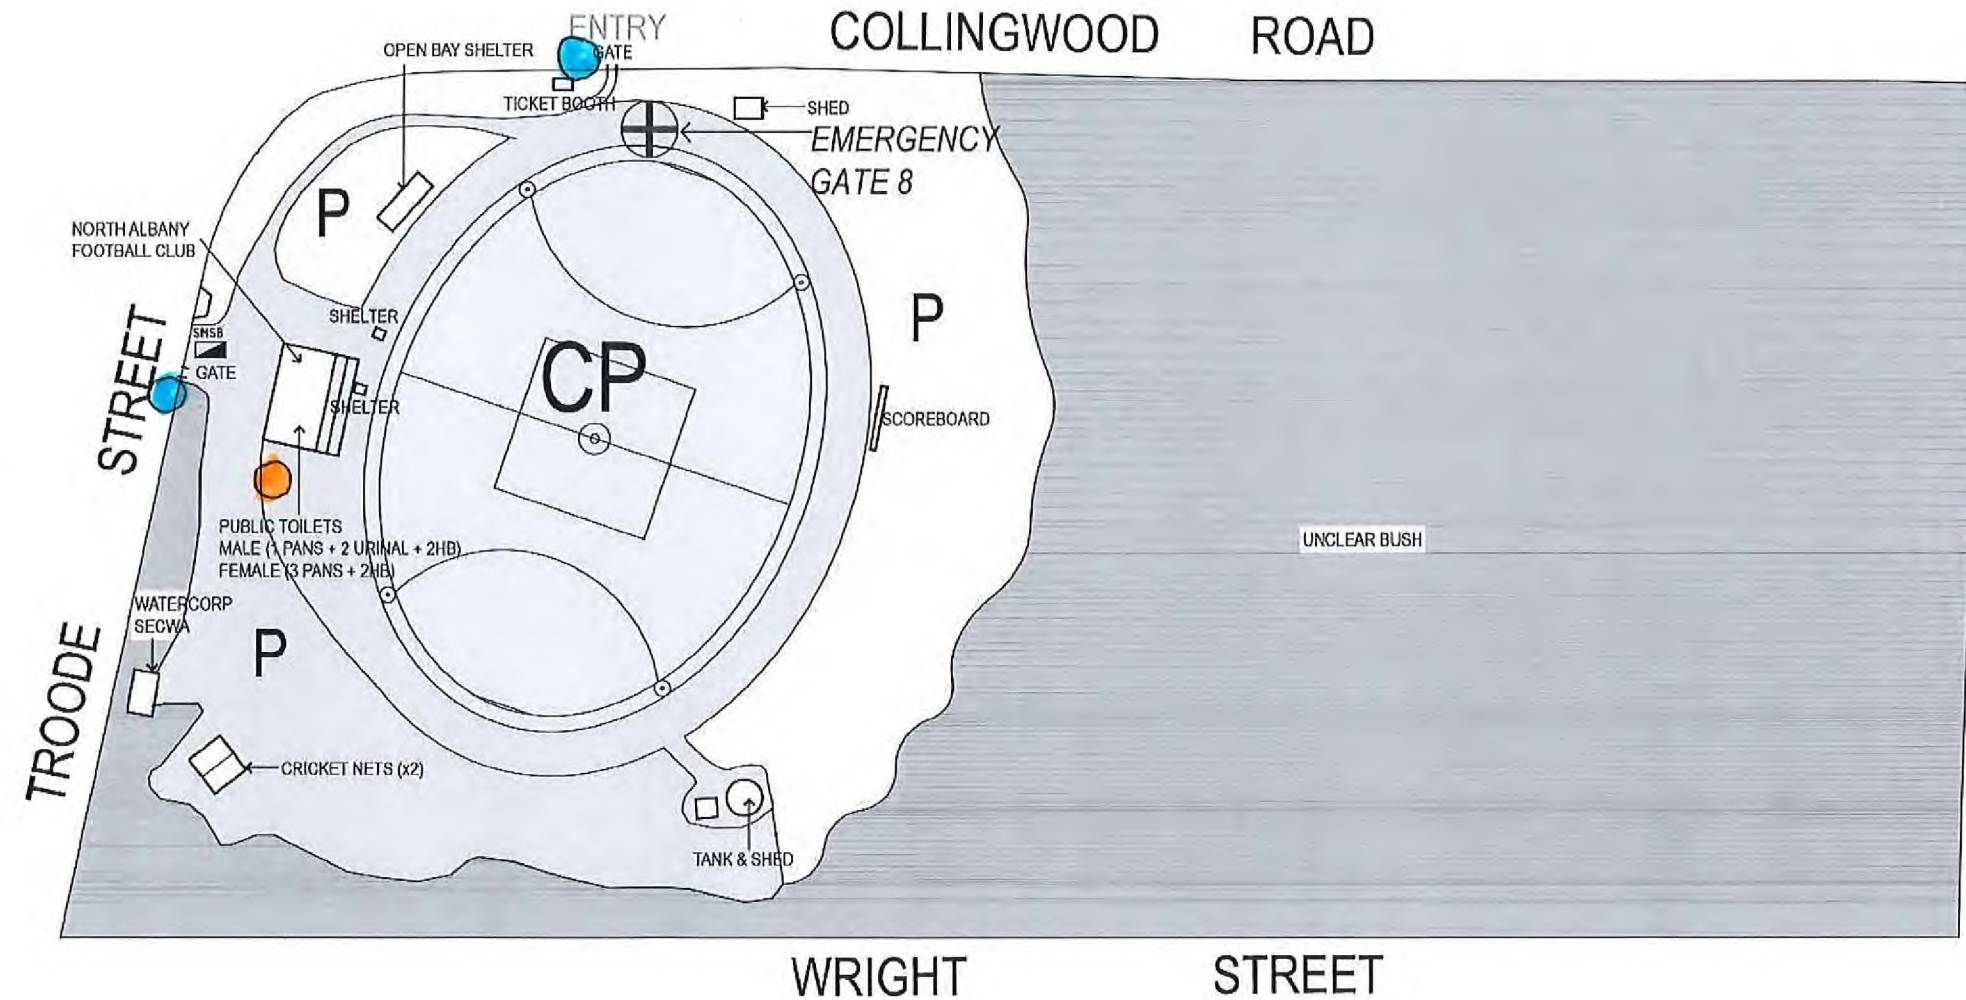 ENTRY
COLLINGWOOD ROAD
OPEN BAY SHELTER
GATE
TICKET BOOTH
SHED
EMERGENCY
GATE 8
P
NORTH ALBANY
FOOTBALL CLUB
SHELTER
P
SMSB
GATE
CP
SHELTER
SCOREBOARD
STREET
PUBLIC TOILETS
MALE (1 PANS + 2 URINAL + 2HB)
FEMALE (3 PANS + 2HB)
UNCLEAR BUSH
WATERCORP
SECWA
P
TROODE
CRICKET NETS (x2)
TANK & SHED
WRIGHT STREET